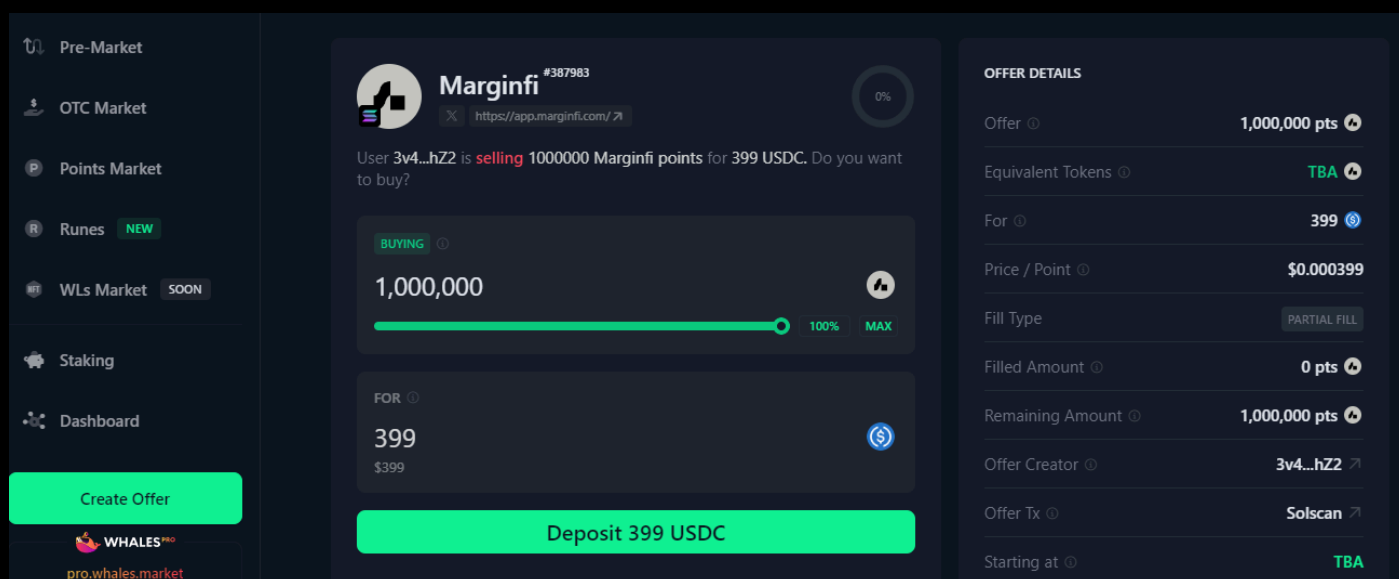 Pre-Market
OTC Market
Points Market
Runes NEW
WLs Market SOON
Staking
Dashboard
Create Offer
WHALES PRO
pro.whales.market
Marginfi #387983
https://app.marginfi.com/
0%
User 3v4...hZ2 is selling 1000000 Marginfi points for 399 USDC. Do you want
to buy?
BUYING
1,000,000
100% MAX
FOR
399
$399
Deposit 399 USDC
OFFER DETAILS
Offer 1,000,000 pts
Equivalent Tokens TBA
For 399
Price / Point $0.000399
Fill Type PARTIAL FILL
Filled Amount 0 pts
Remaining Amount 1,000,000 pts
Offer Creator 3v4...hZ2
Offer Tx Solscan
Starting at TBA